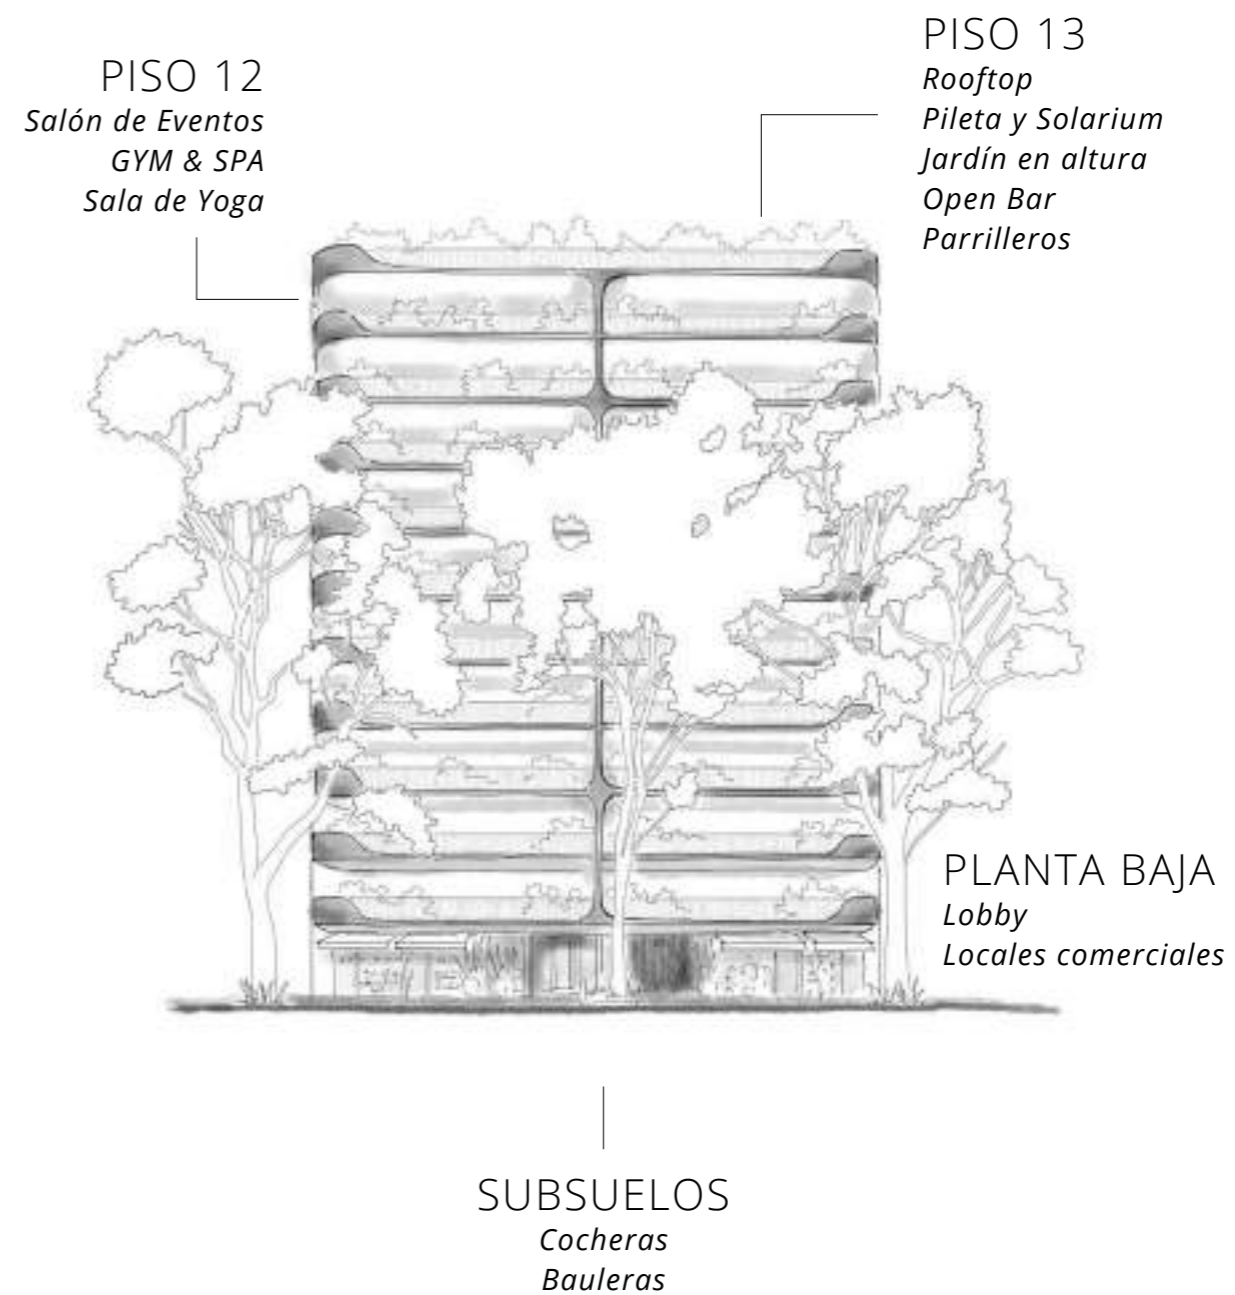 PISO 12
Salón de Eventos
GYM & SPA
Sala de Yoga
PISO 13
Rooftop
Pileta y Solarium
Jardín en altura
Open Bar
Parrilleros
PLANTA BAJA
Lobby
Locales comerciales
SUBSUELOS
Cocheras
Bauleras